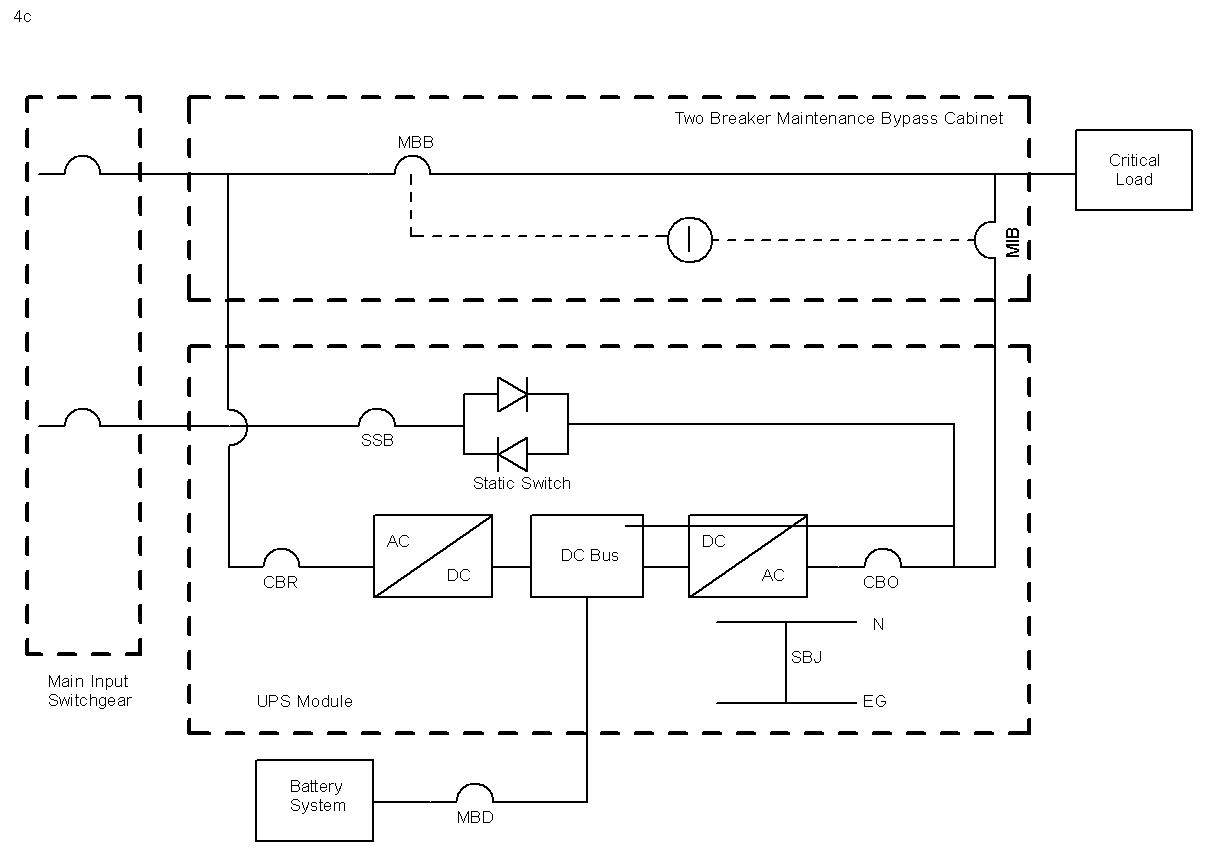 4c
Two Breaker Maintenance Bypass Cabinet
MBB
Critical
Load
MIB
SSB
Static Switch
AC
DC
DC Bus
DC
AC
CBR
CBO
N
SBJ
EG
Main Input
Switchgear
UPS Module
Battery
System
MBD